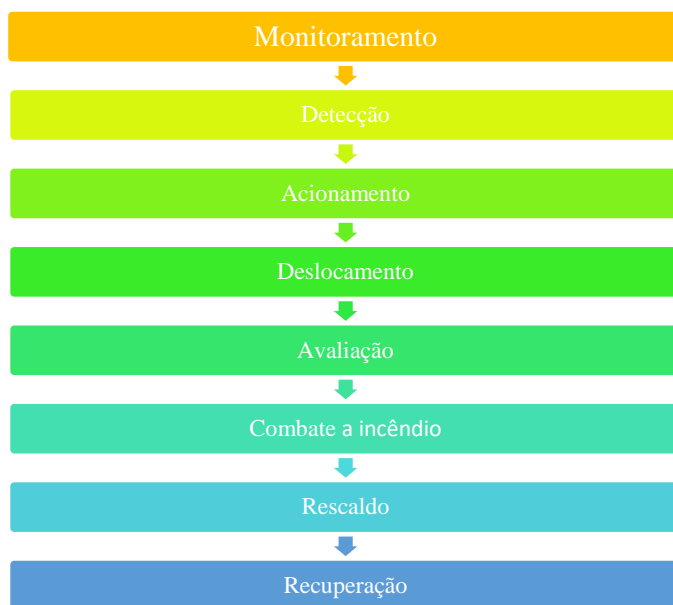 Monitoramento
Detecção
Acionamento
Deslocamento
Avaliação
Combate a incêndio
Rescaldo
Recuperação